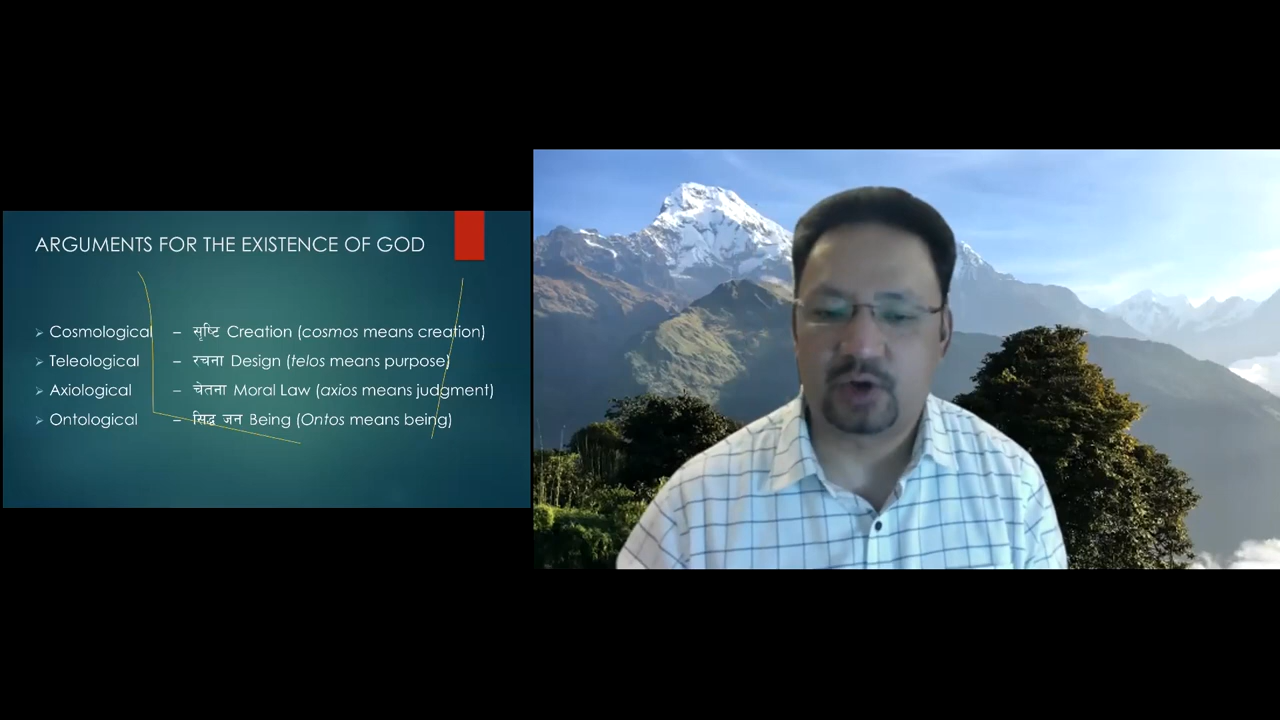 ARGUMENTS FOR THE EXISTENCE OF GOD
Cosmological – सृष्टि Creation (cosmos means creation)
Teleological – रचना Design (telos means purpose)
Axiological – चेतना Moral Law (axios means judgment)
Ontological – सिद्ध जन Being (Ontos means being)